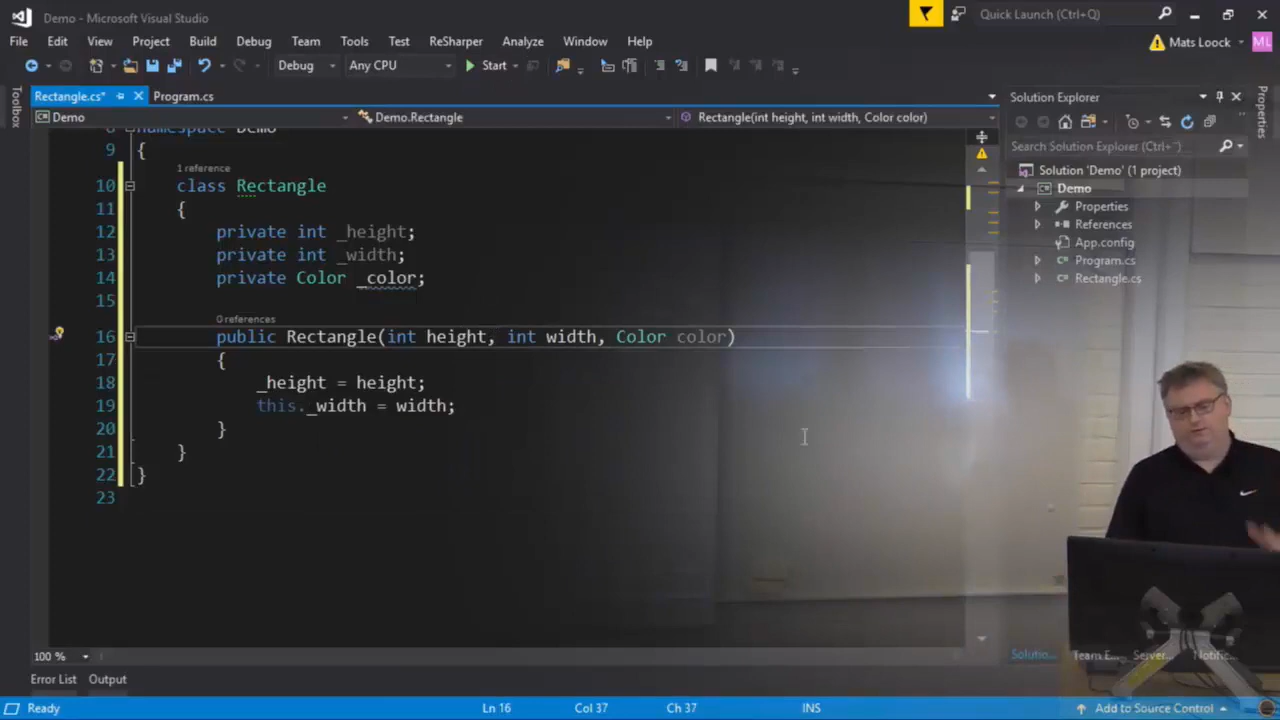 Demo - Microsoft Visual Studio
Quick Launch (Ctrl+Q)
File Edit View Project Build Debug Team Tools Test ReSharper Analyze Window Help
Mats Loock ML
Debug Any CPU Start
Toolbox
Rectangle.cs* Program.cs
Solution Explorer
Properties
Demo Demo.Rectangle Rectangle(int height, int width, Color color)
Search Solution Explorer (Ctrl+
Solution 'Demo' (1 project)
Demo
Properties
References
App.config
Program.cs
Rectangle.cs
namespace Demo
9 {
1 reference
10 class Rectangle
11 {
12 private int _height;
13 private int _width;
14 private Color _color;
15
0 references
16 public Rectangle(int height, int width, Color color)
17 {
18 _height = height;
19 this._width = width;
20 }
21 }
22 }
23
100 %
Solutio... Team E... Server... Notific...
Error List Output
Ready Ln 16 Col 37 Ch 37 INS Add to Source Control